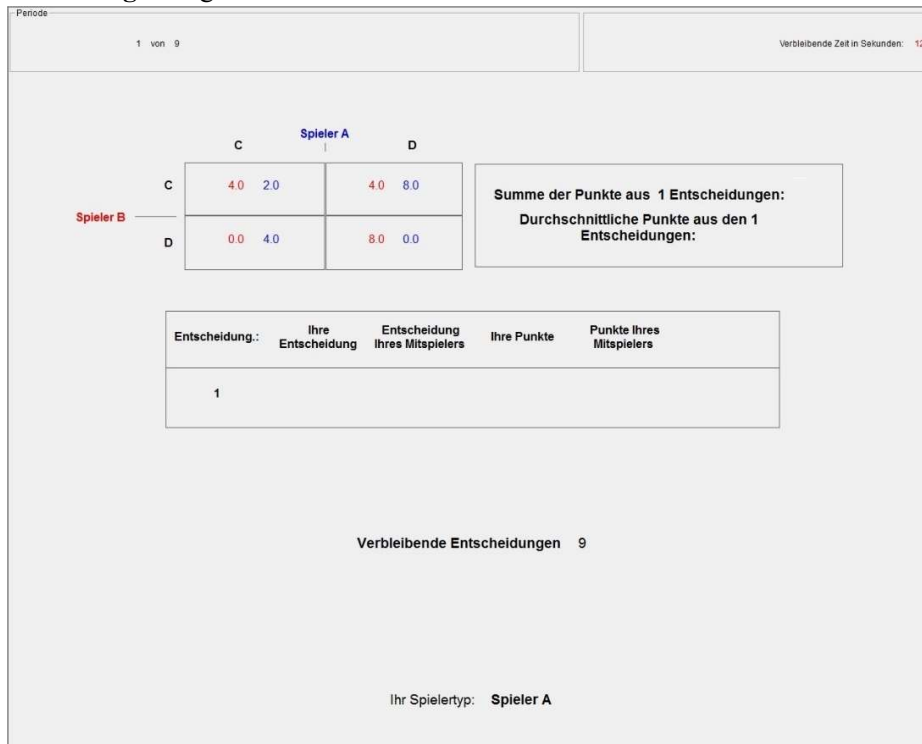 Periode
1 von 9
Verbleibende Zeit in Sekunden: 12
Spieler A
C D
C 4.0 2.0 4.0 8.0
Spieler B
D 0.0 4.0 8.0 0.0
Summe der Punkte aus 1 Entscheidungen:
Durchschnittliche Punkte aus den 1
Entscheidungen:
Entscheidung.: Ihre Entscheidung Entscheidung Ihres Mitspielers Ihre Punkte Punkte Ihres Mitspielers
1
Verbleibende Entscheidungen 9
Ihr Spielertyp: Spieler A